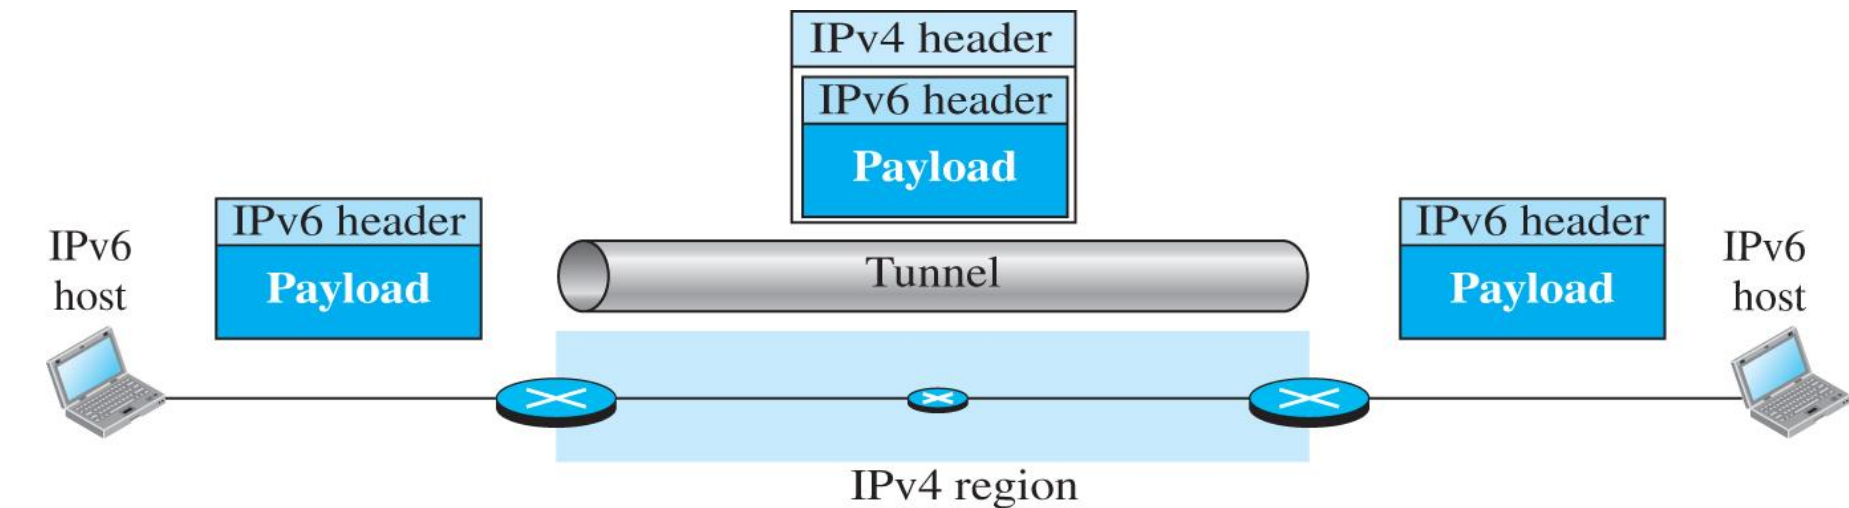 IPv4 header
IPv6 header
Payload
IPv6 header
Payload
IPv6
host
Tunnel
IPv6 header
Payload
IPv6
host
IPv4 region